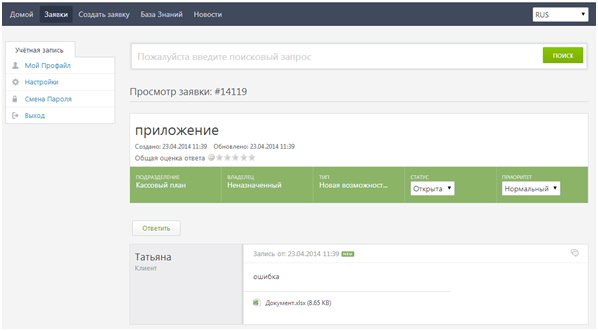 Домой Заявки Создать заявку База Знаний Новости RUS
Учётная запись
Мой Профайл
Настройки
Смена Пароля
Выход
Пожалуйста введите поисковый запрос ПОИСК
Просмотр заявки: #14119
приложение
Создано: 23.04.2014 11:39 Обновлено: 23.04.2014 11:39
Общая оценка ответа
ПОДРАЗДЕЛЕНИЕ ВЛАДЕЛЕЦ ТИП СТАТУС ПРИОРИТЕТ
Кассовый план Неназначенный Новая возможност... Открыта Нормальный
Ответить
Татьяна
Клиент
Запись от: 23.04.2014 11:39 NEW
ошибка
Документ.xlsx (8.65 KB)